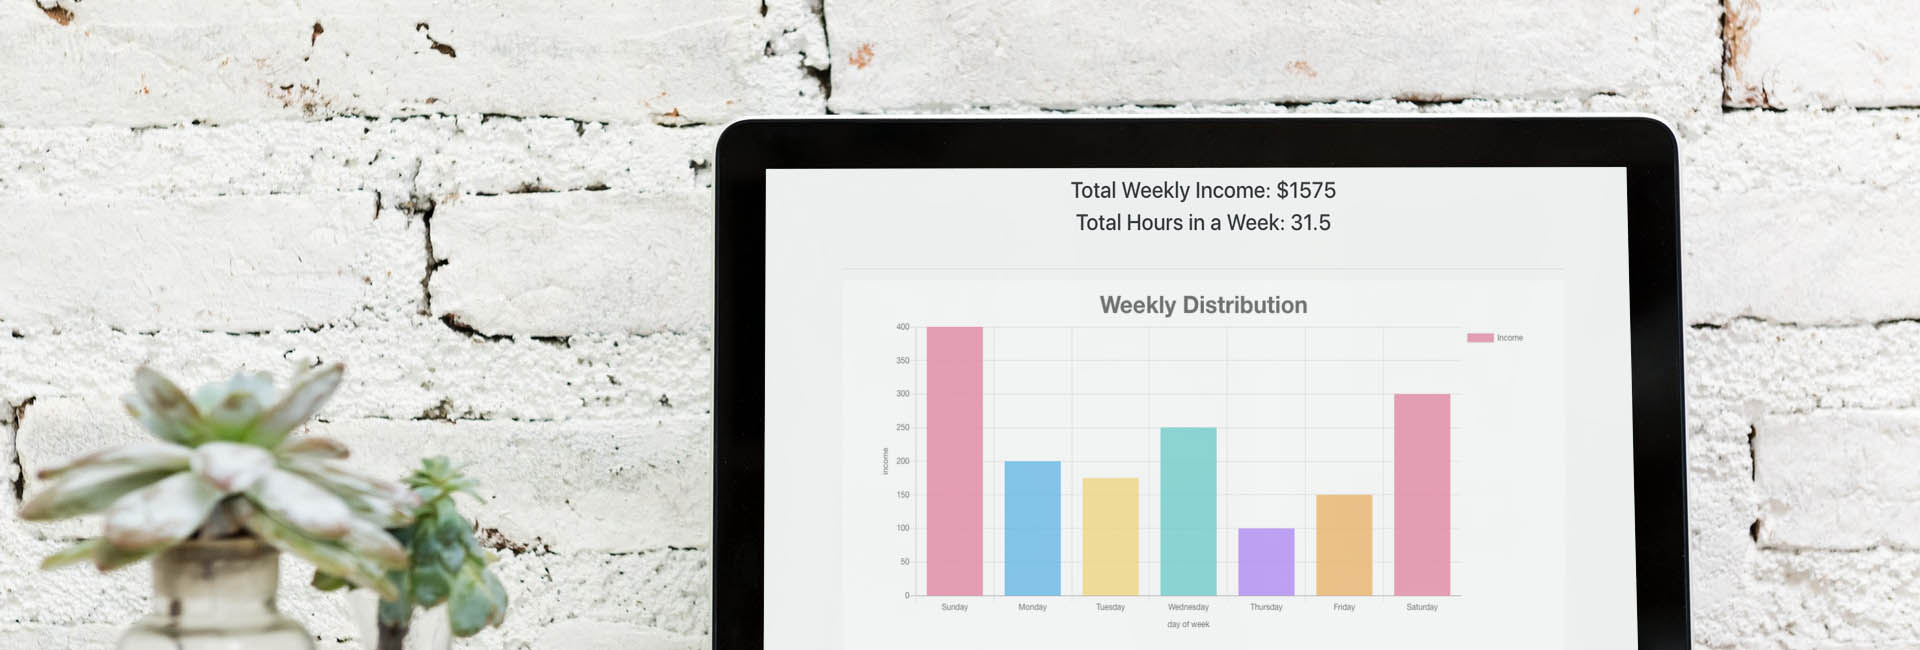 Total Weekly Income: $1575
Total Hours in a Week: 31.5
Weekly Distribution
Income
400
350
300
250
200
150
100
50
0
income
Sunday Monday Tuesday Wednesday Thursday Friday Saturday
day of week